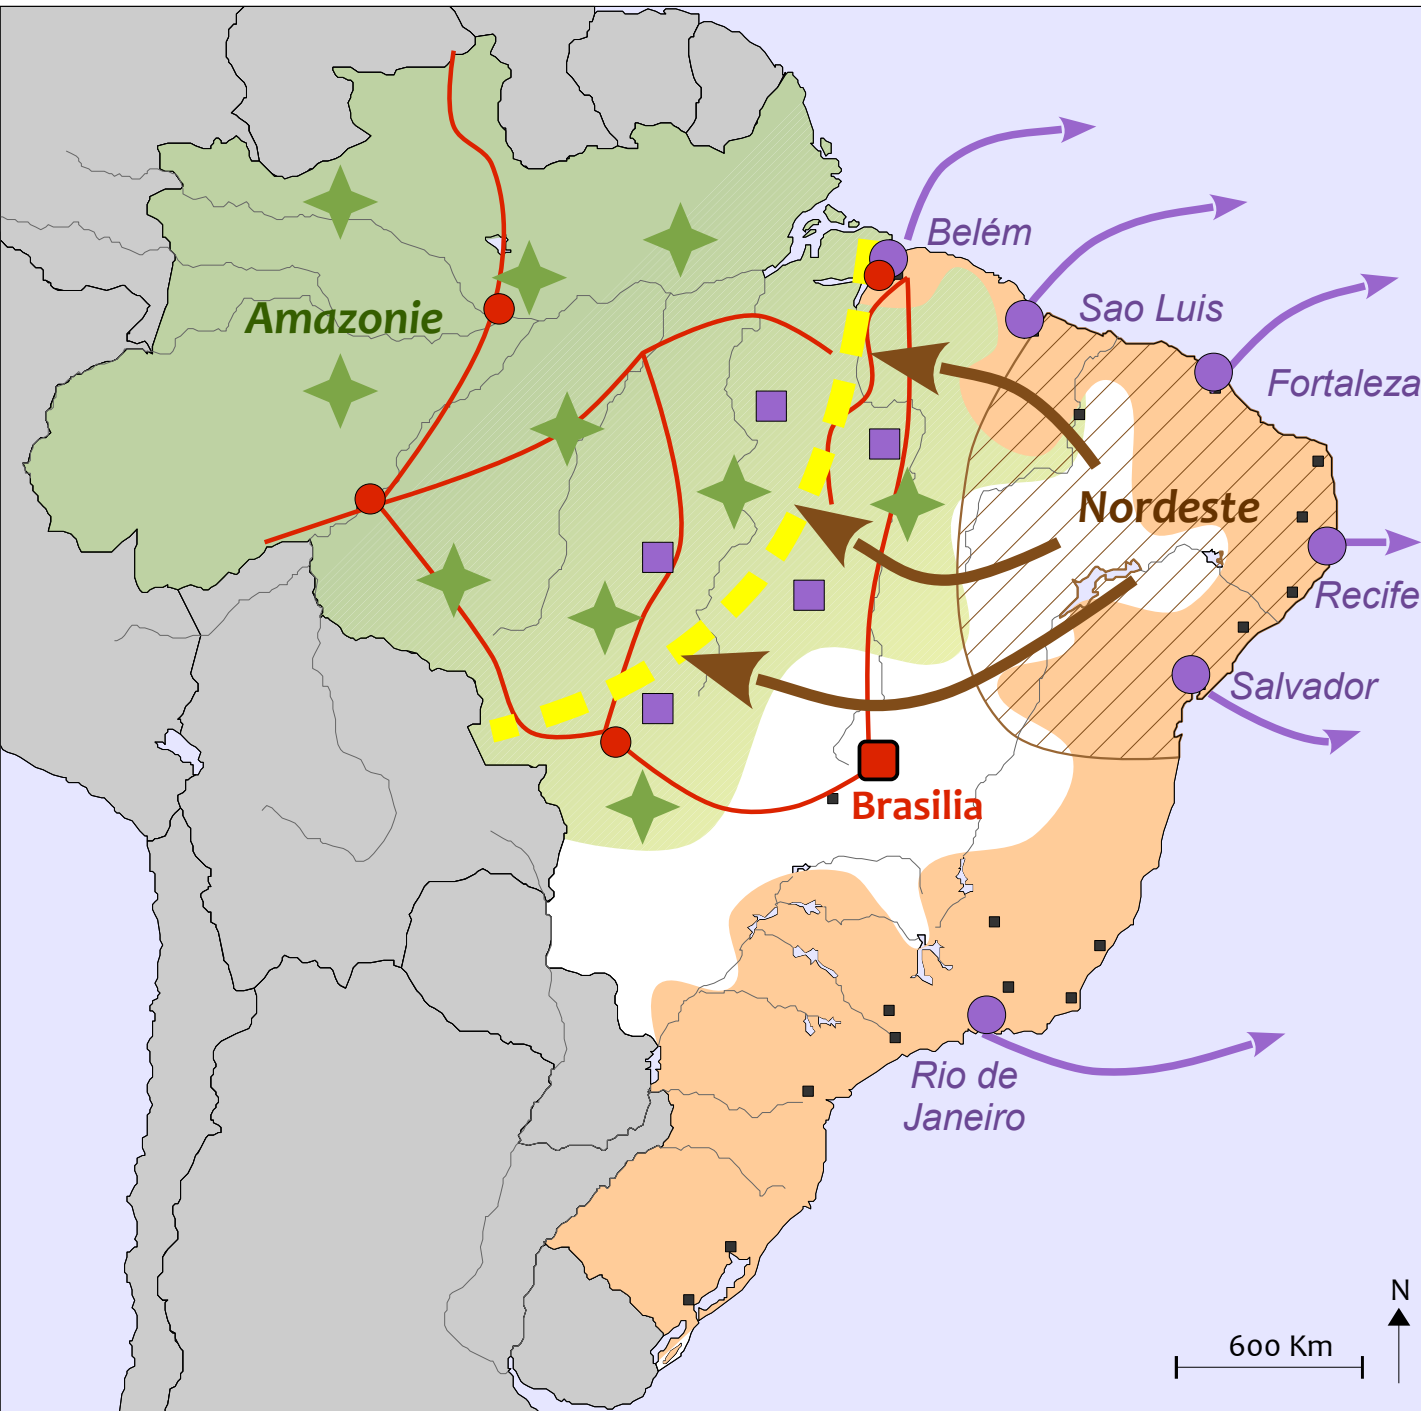 Belém
Sao Luis
Amazonie
Fortaleza
Nordeste
Recife
Salvador
Brasilia
Rio de
Janeiro
N
600 Km